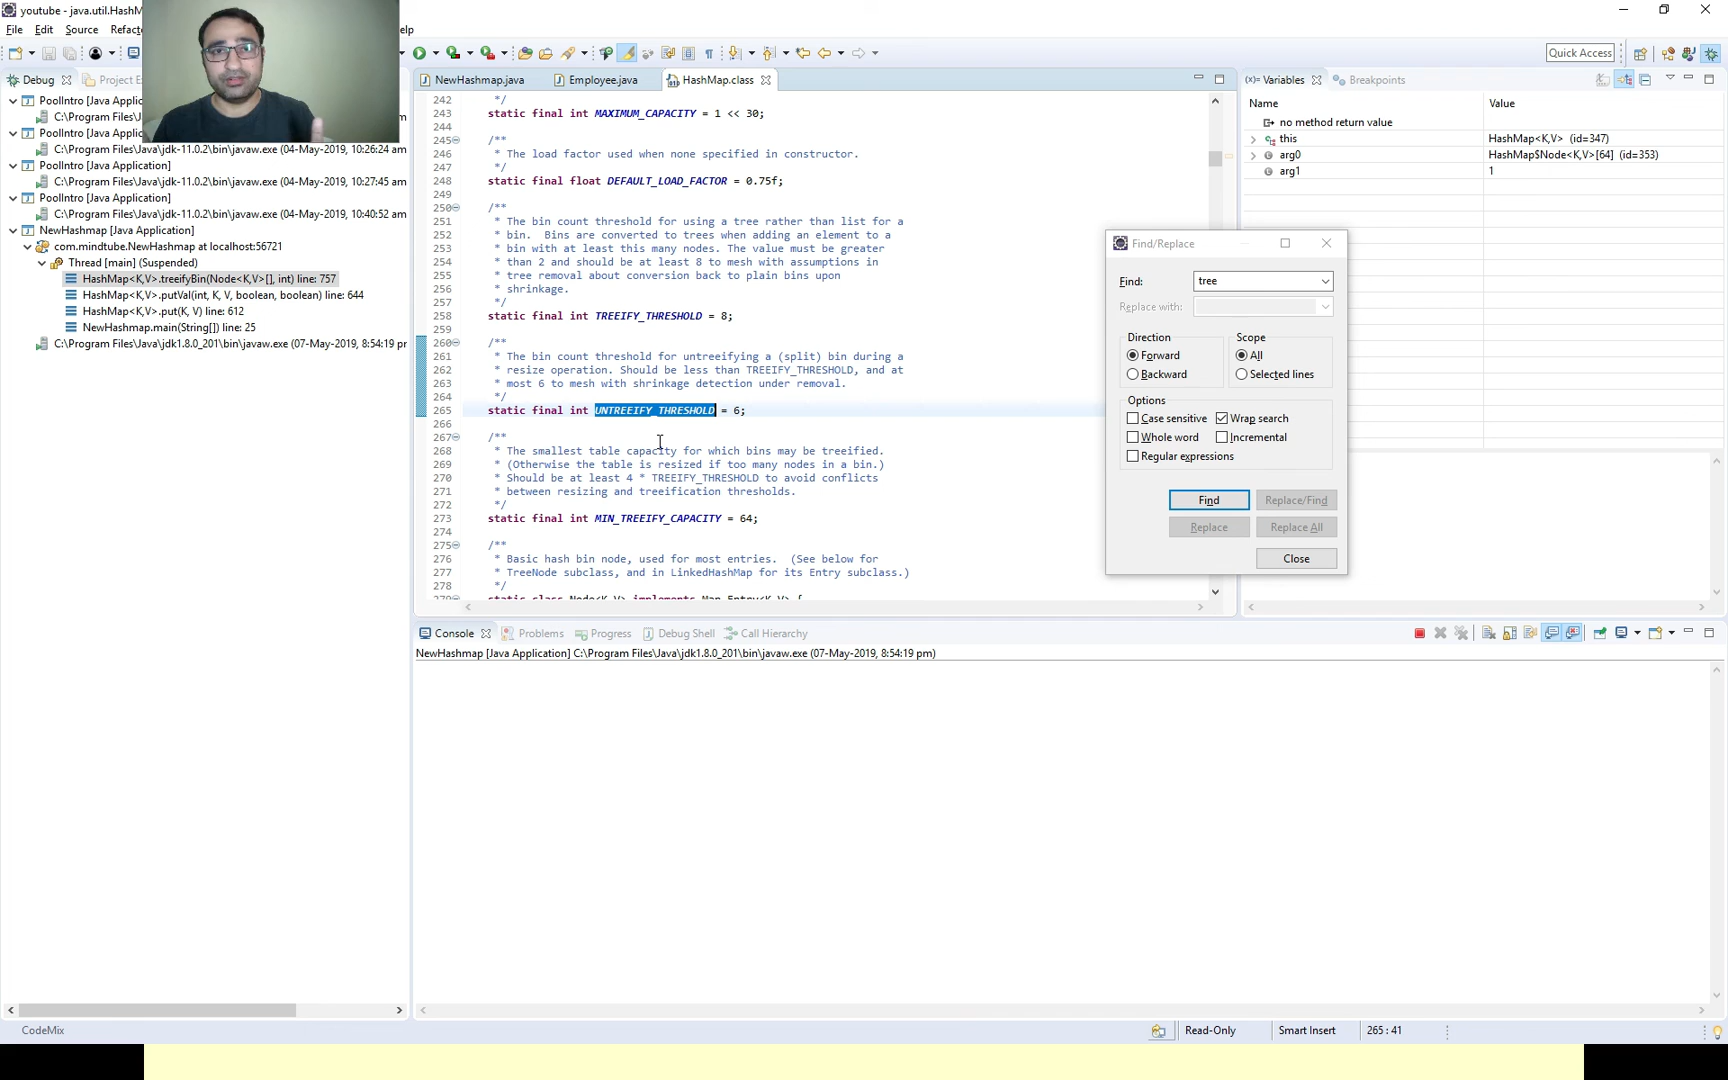 youtube - java.util.HashM
File Edit Source Refact
elp
Quick Access
Debug
Project E
NewHashmap.java
Employee.java
HashMap.class
(x)= Variables
Breakpoints
PoolIntro [Java Applic
C:\Program Files\Java\
PoolIntro [Java Applic
C:\Program Files\Java\jdk-11.0.2\bin\javaw.exe (04-May-2019, 10:26:24 am
PoolIntro [Java Application]
C:\Program Files\Java\jdk-11.0.2\bin\javaw.exe (04-May-2019, 10:27:45 am
PoolIntro [Java Application]
C:\Program Files\Java\jdk-11.0.2\bin\javaw.exe (04-May-2019, 10:40:52 am
NewHashmap [Java Application]
com.mindtube.NewHashmap at localhost:56721
Thread [main] (Suspended)
HashMap<K,V>.treeifyBin(Node<K,V>[], int) line: 757
HashMap<K,V>.putVal(int, K, V, boolean, boolean) line: 644
HashMap<K,V>.put(K, V) line: 612
NewHashmap.main(String[]) line: 25
C:\Program Files\Java\jdk1.8.0_201\bin\javaw.exe (07-May-2019, 8:54:19 pr
242 */
243 static final int MAXIMUM_CAPACITY = 1 << 30;
244
245 /**
246 * The load factor used when none specified in constructor.
247 */
248 static final float DEFAULT_LOAD_FACTOR = 0.75f;
249
250 /**
251 * The bin count threshold for using a tree rather than list for a
252 * bin.  Bins are converted to trees when adding an element to a
253 * bin with at least this many nodes. The value must be greater
254 * than 2 and should be at least 8 to mesh with assumptions in
255 * tree removal about conversion back to plain bins upon
256 * shrinkage.
257 */
258 static final int TREEIFY_THRESHOLD = 8;
259
260 /**
261 * The bin count threshold for untreeifying a (split) bin during a
262 * resize operation. Should be less than TREEIFY_THRESHOLD, and at
263 * most 6 to mesh with shrinkage detection under removal.
264 */
265 static final int UNTREEIFY_THRESHOLD = 6;
266
267 /**
268 * The smallest table capacity for which bins may be treeified.
269 * (Otherwise the table is resized if too many nodes in a bin.)
270 * Should be at least 4 * TREEIFY_THRESHOLD to avoid conflicts
271 * between resizing and treeification thresholds.
272 */
273 static final int MIN_TREEIFY_CAPACITY = 64;
274
275 /**
276 * Basic hash bin node, used for most entries.  (See below for
277 * TreeNode subclass, and in LinkedHashMap for its Entry subclass.)
278 */
279 static class Node<K,V> implements Map.Entry<K,V> {
Name Value
no method return value
this HashMap<K,V> (id=347)
arg0 HashMap$Node<K,V>[64] (id=353)
arg1 1
Find/Replace
Find: tree
Replace with:
Direction Scope
Forward All
Backward Selected lines
Options
Case sensitive Wrap search
Whole word Incremental
Regular expressions
Find Replace/Find
Replace Replace All
Close
Console Problems Progress Debug Shell Call Hierarchy
NewHashmap [Java Application] C:\Program Files\Java\jdk1.8.0_201\bin\javaw.exe (07-May-2019, 8:54:19 pm)
CodeMix
Read-Only Smart Insert 265 : 41